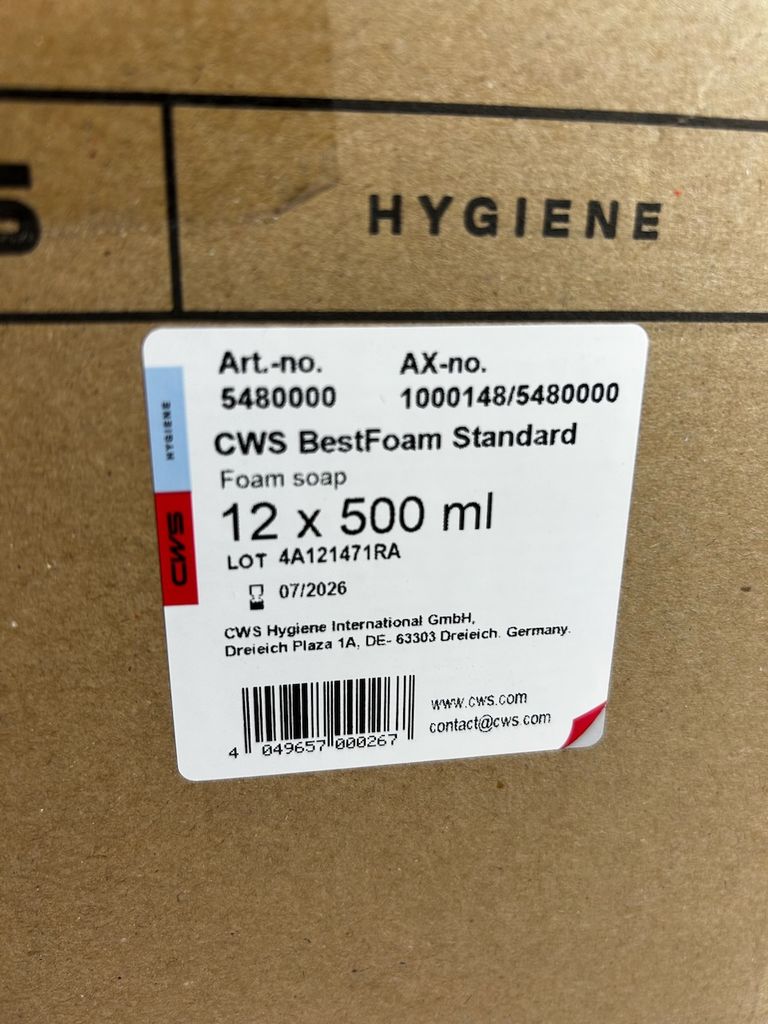 HYGIENE
Art.-no. AX-no.
5480000 1000148/5480000
CWS BestFoam Standard
Foam soap
12 x 500 ml
LOT 4A121471RA
07/2026
CWS Hygiene International GmbH,
Dreieich Plaza 1A, DE- 63303 Dreieich. Germany.
www.cws.com
contact@cws.com
4 049657 000267
HYGIENE
CWS